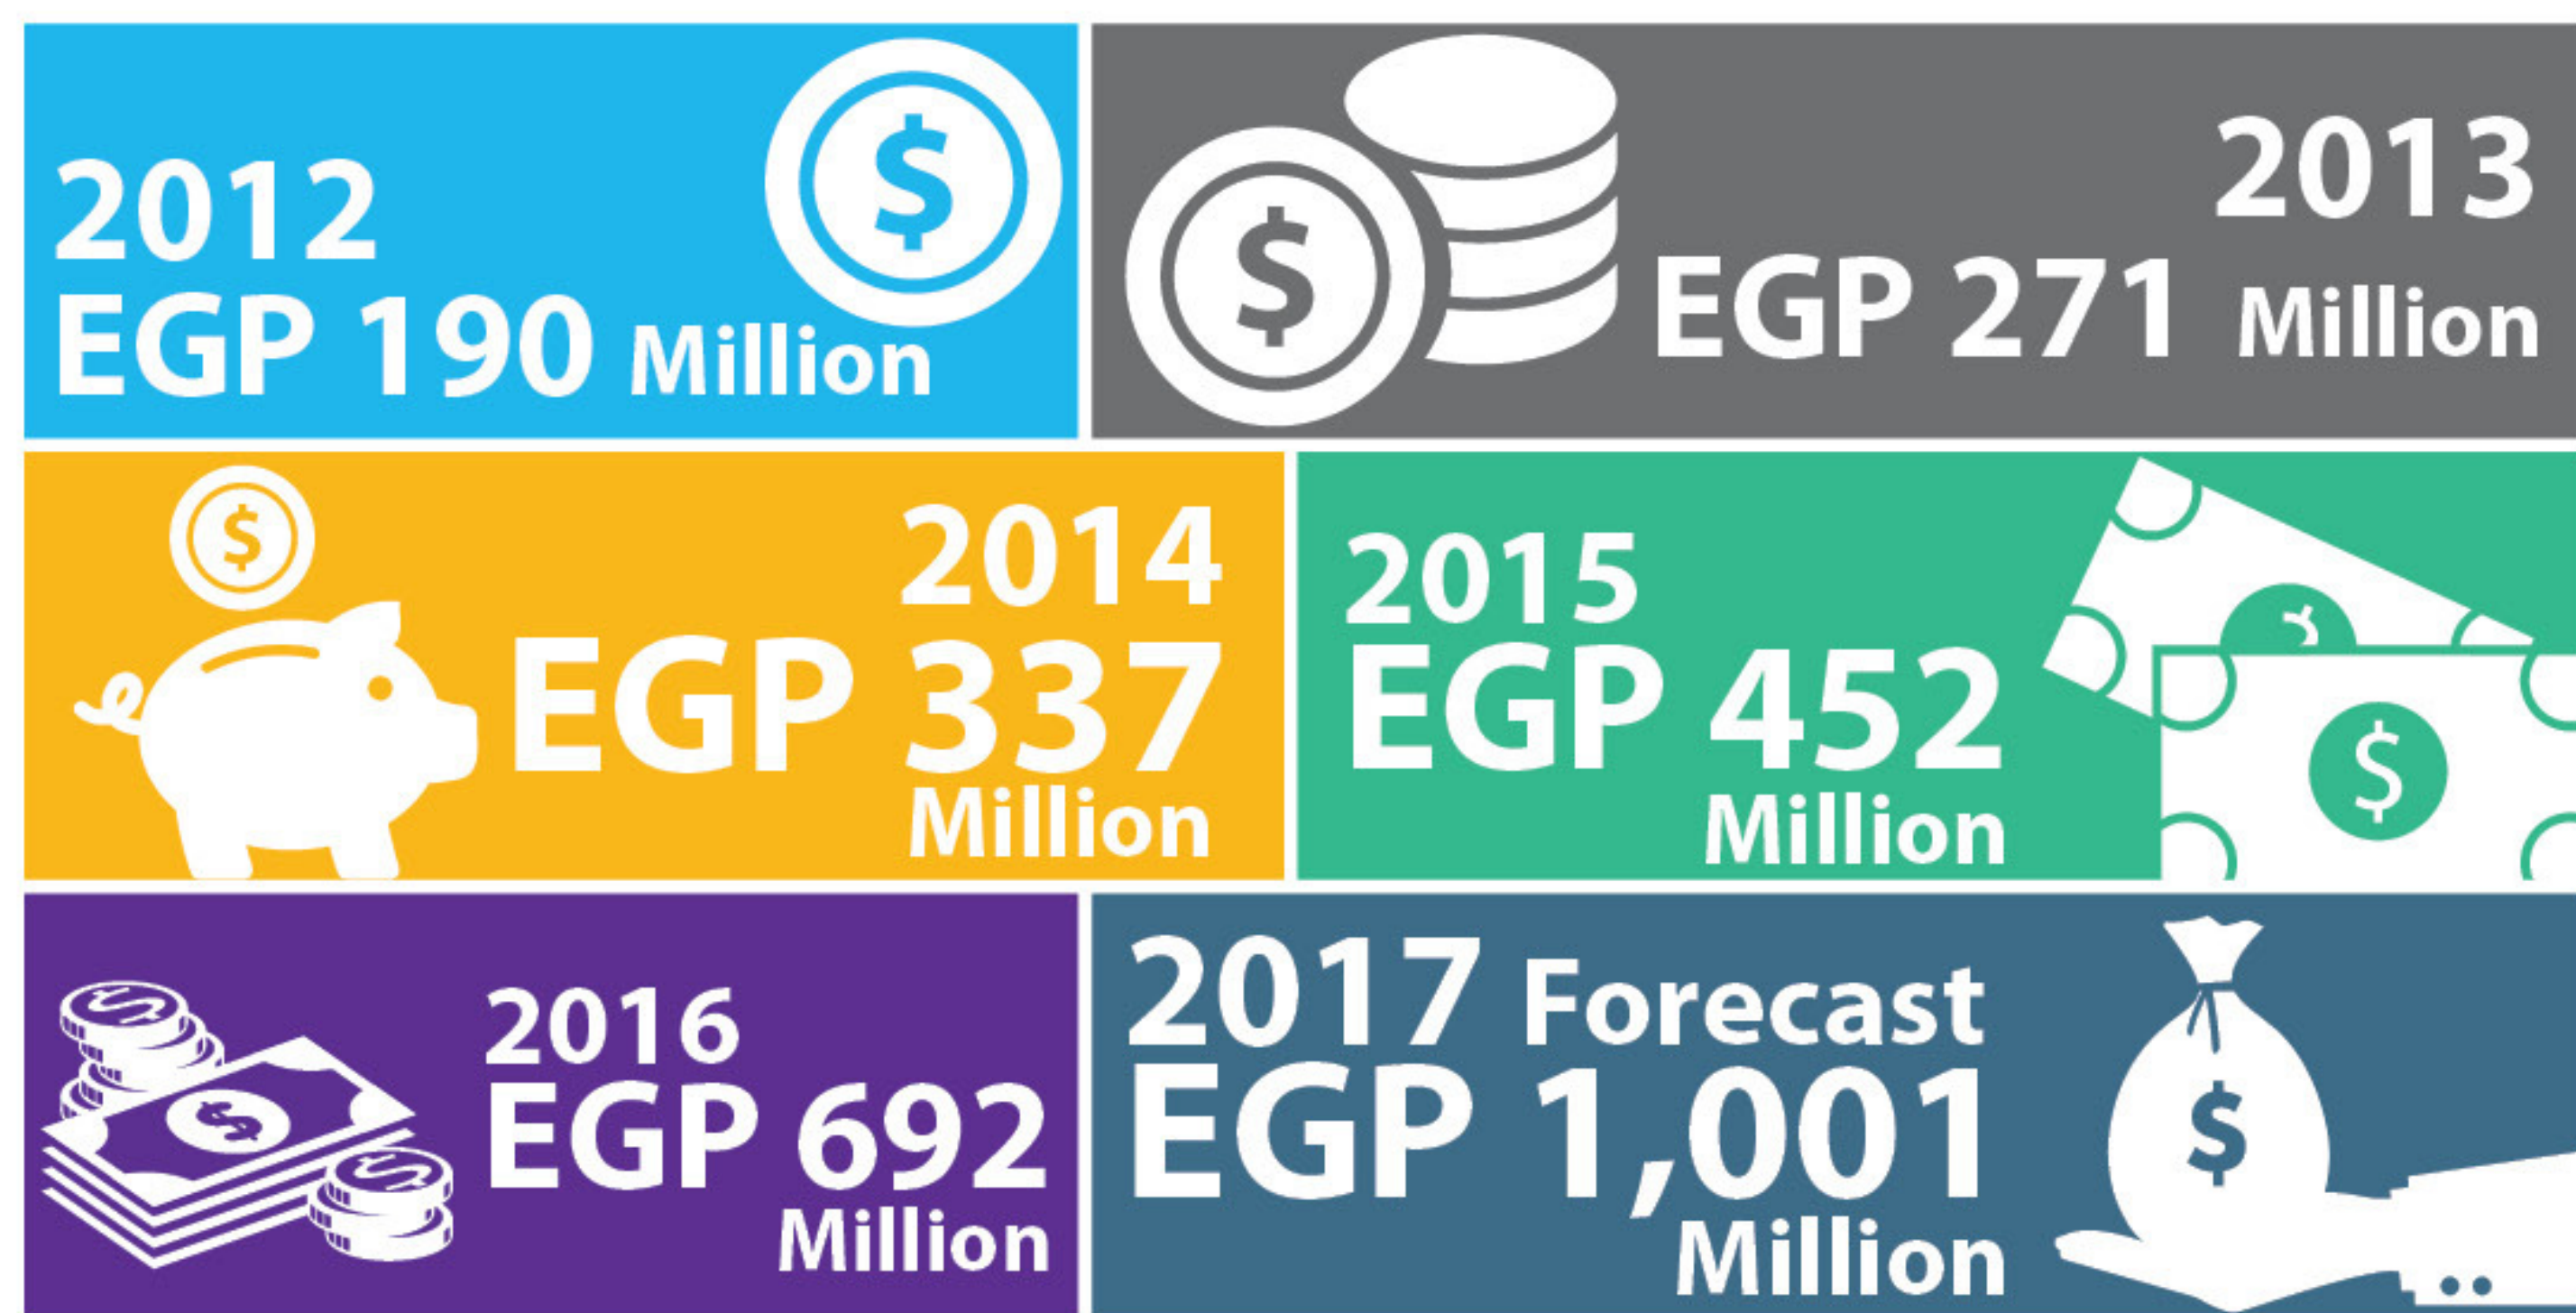 2012
EGP 190 Million
2013
EGP 271 Million
2014
EGP 337
Million
2015
EGP 452
Million
2016
EGP 692
Million
2017 Forecast
EGP 1,001
Million